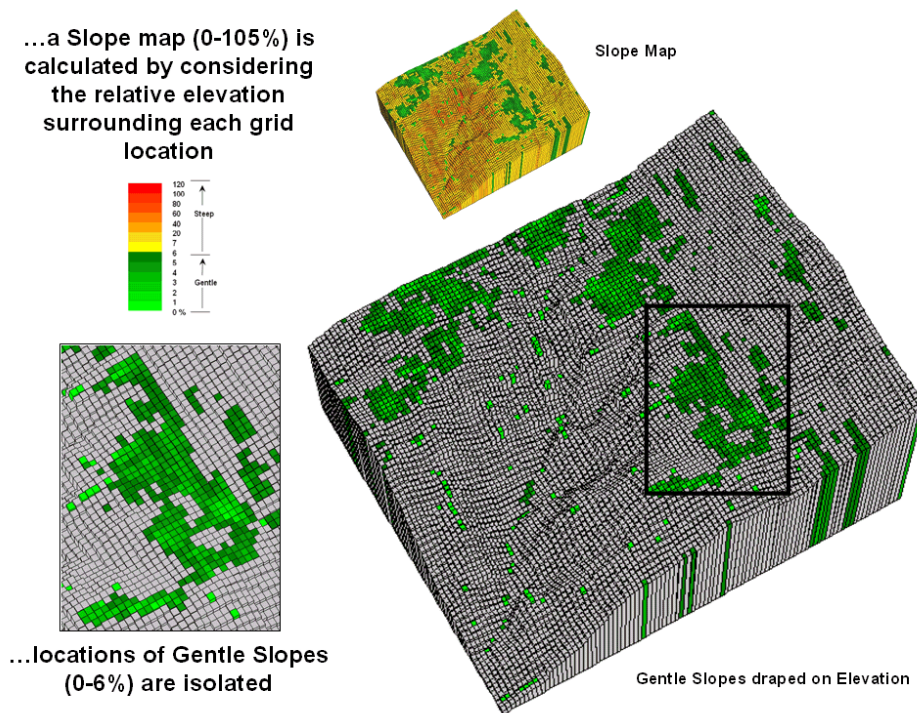 ...a Slope map (0-105%) is
calculated by considering
the relative elevation
surrounding each grid
location
Slope Map
120
100
80
60
40
20
7
6
5
4
3
2
1
0 %
Steep
Gentle
...locations of Gentle Slopes
(0-6%) are isolated
Gentle Slopes draped on Elevation